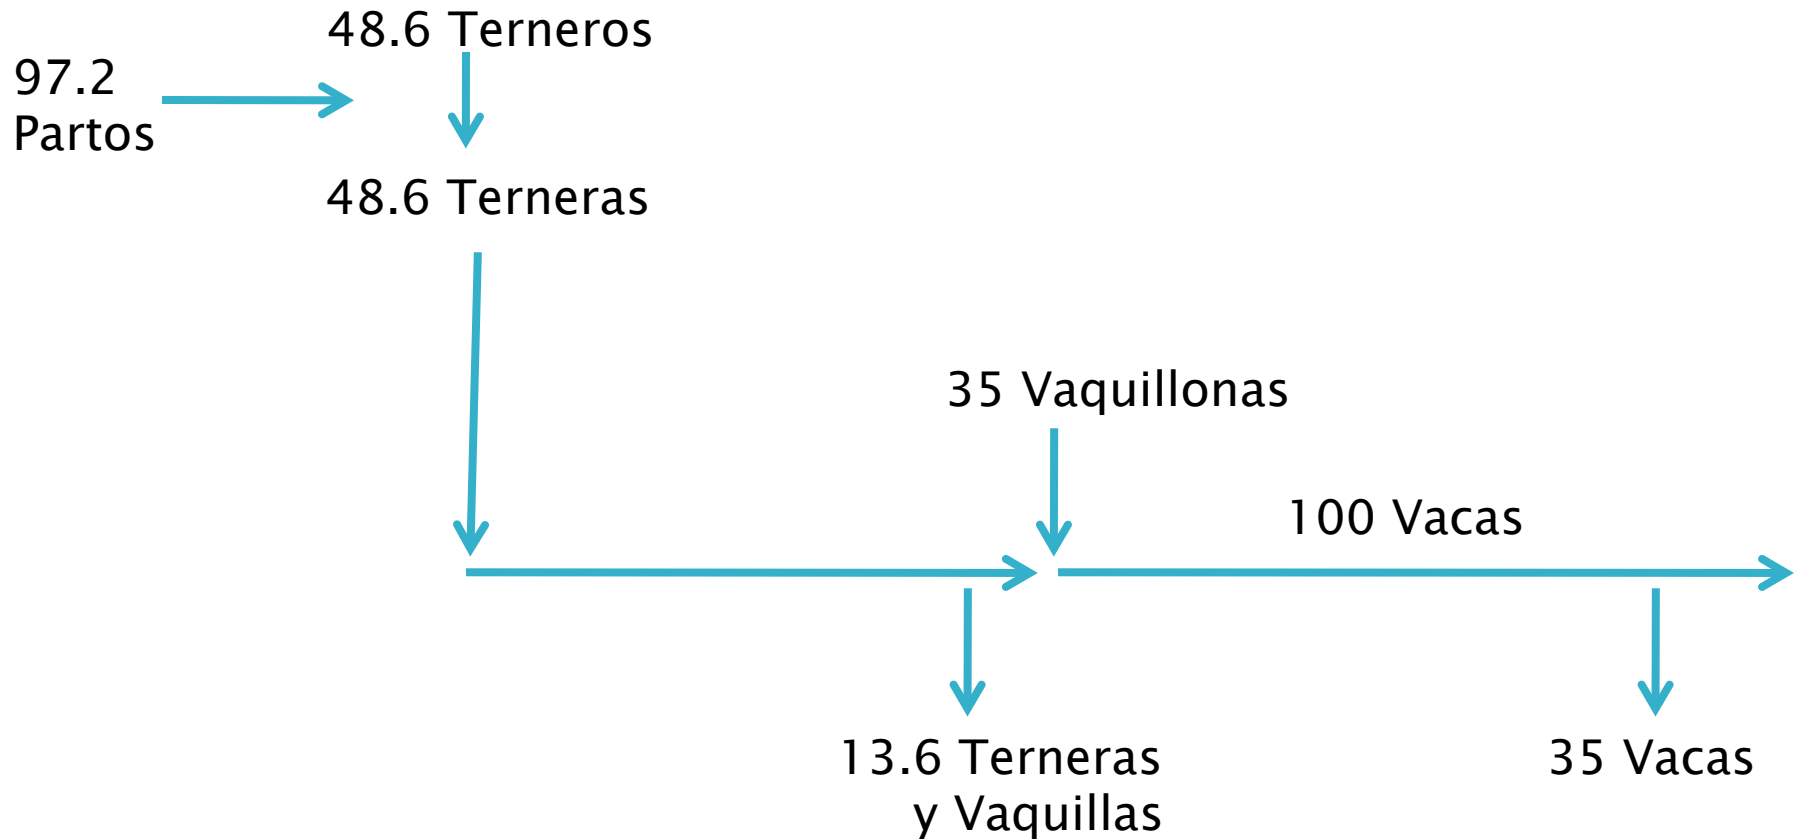 48.6 Terneros
97.2
Partos
48.6 Terneras
35 Vaquillonas
100 Vacas
13.6 Terneras
y Vaquillas
35 Vacas